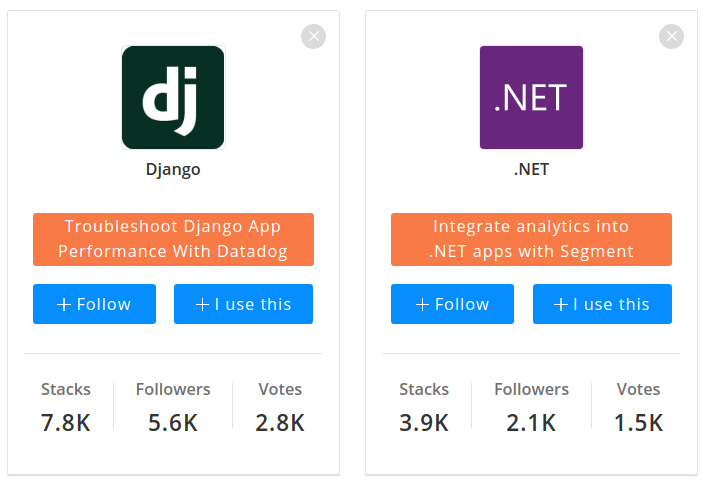 dj
Django
Troubleshoot Django App
Performance With Datadog
+ Follow
+ I use this
Stacks
Followers
Votes
7.8K
5.6K
2.8K
.NET
.NET
Integrate analytics into
.NET apps with Segment
+ Follow
+ I use this
Stacks
Followers
Votes
3.9K
2.1K
1.5K